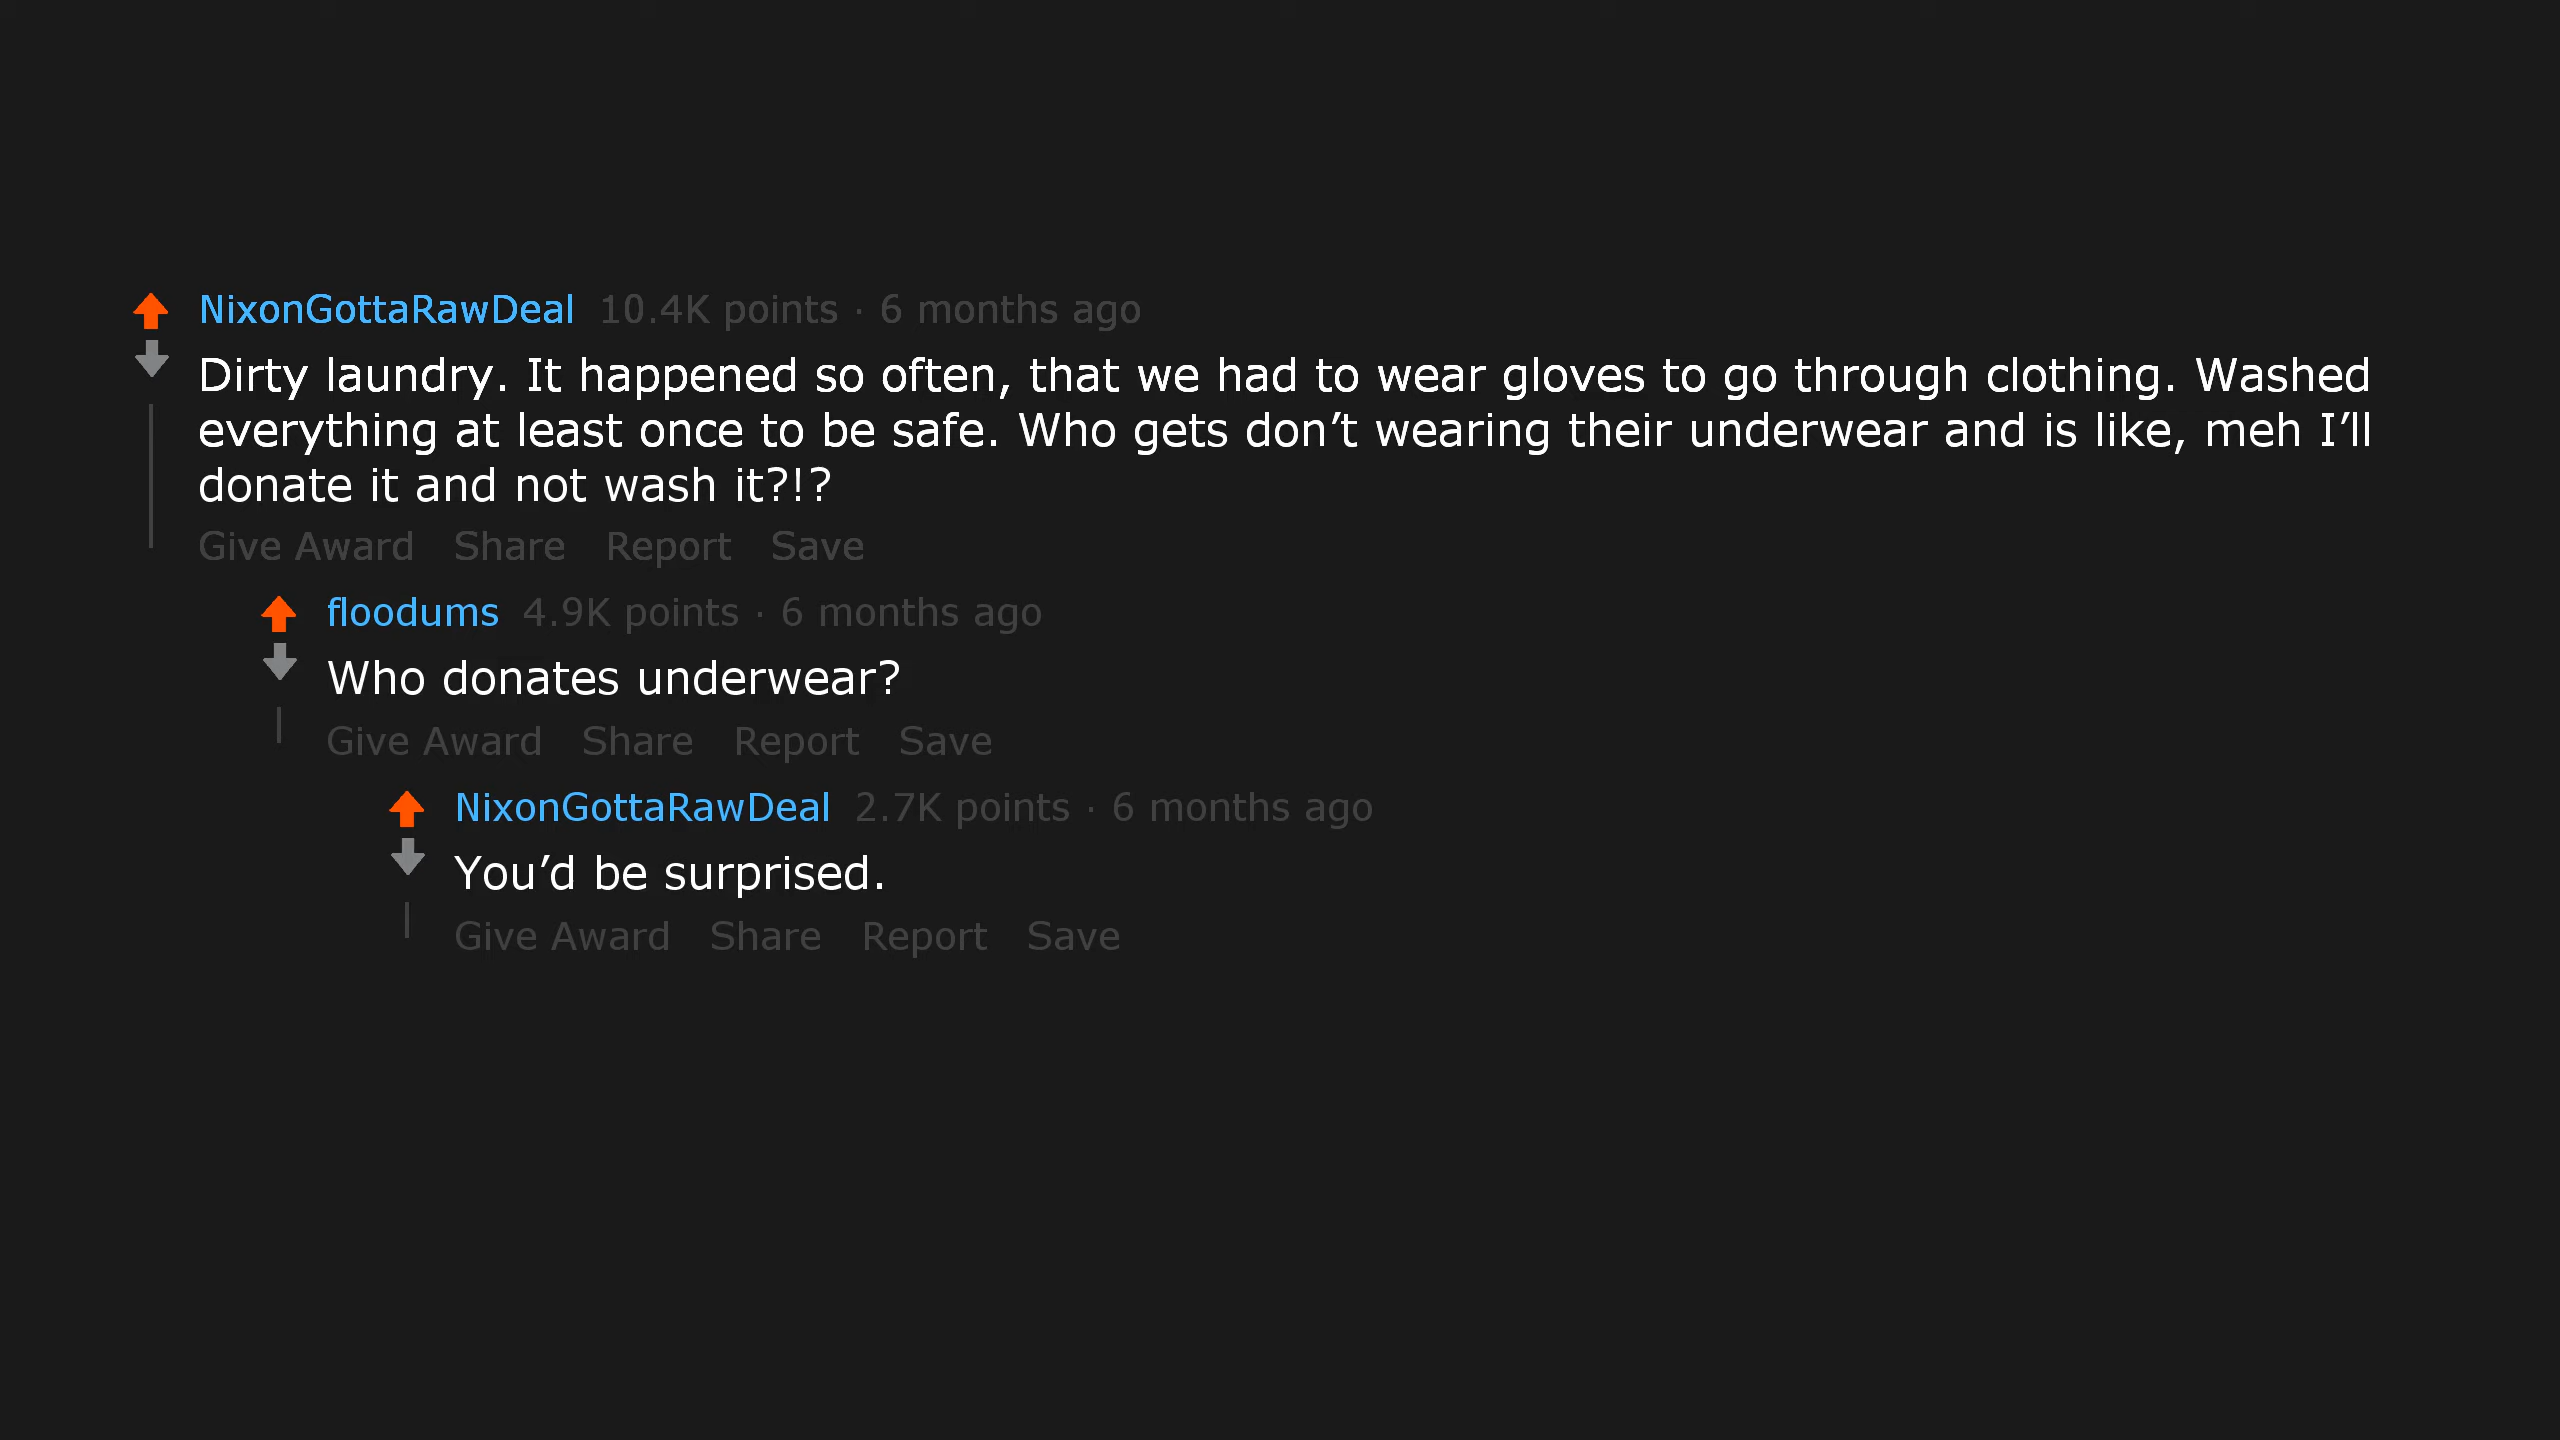 NixonGottaRawDeal 10.4K points · 6 months ago
Dirty laundry. It happened so often, that we had to wear gloves to go through clothing. Washed
everything at least once to be safe. Who gets don’t wearing their underwear and is like, meh I’ll
donate it and not wash it?!?
Give Award Share Report Save
floodums 4.9K points · 6 months ago
Who donates underwear?
Give Award Share Report Save
NixonGottaRawDeal 2.7K points · 6 months ago
You’d be surprised.
Give Award Share Report Save